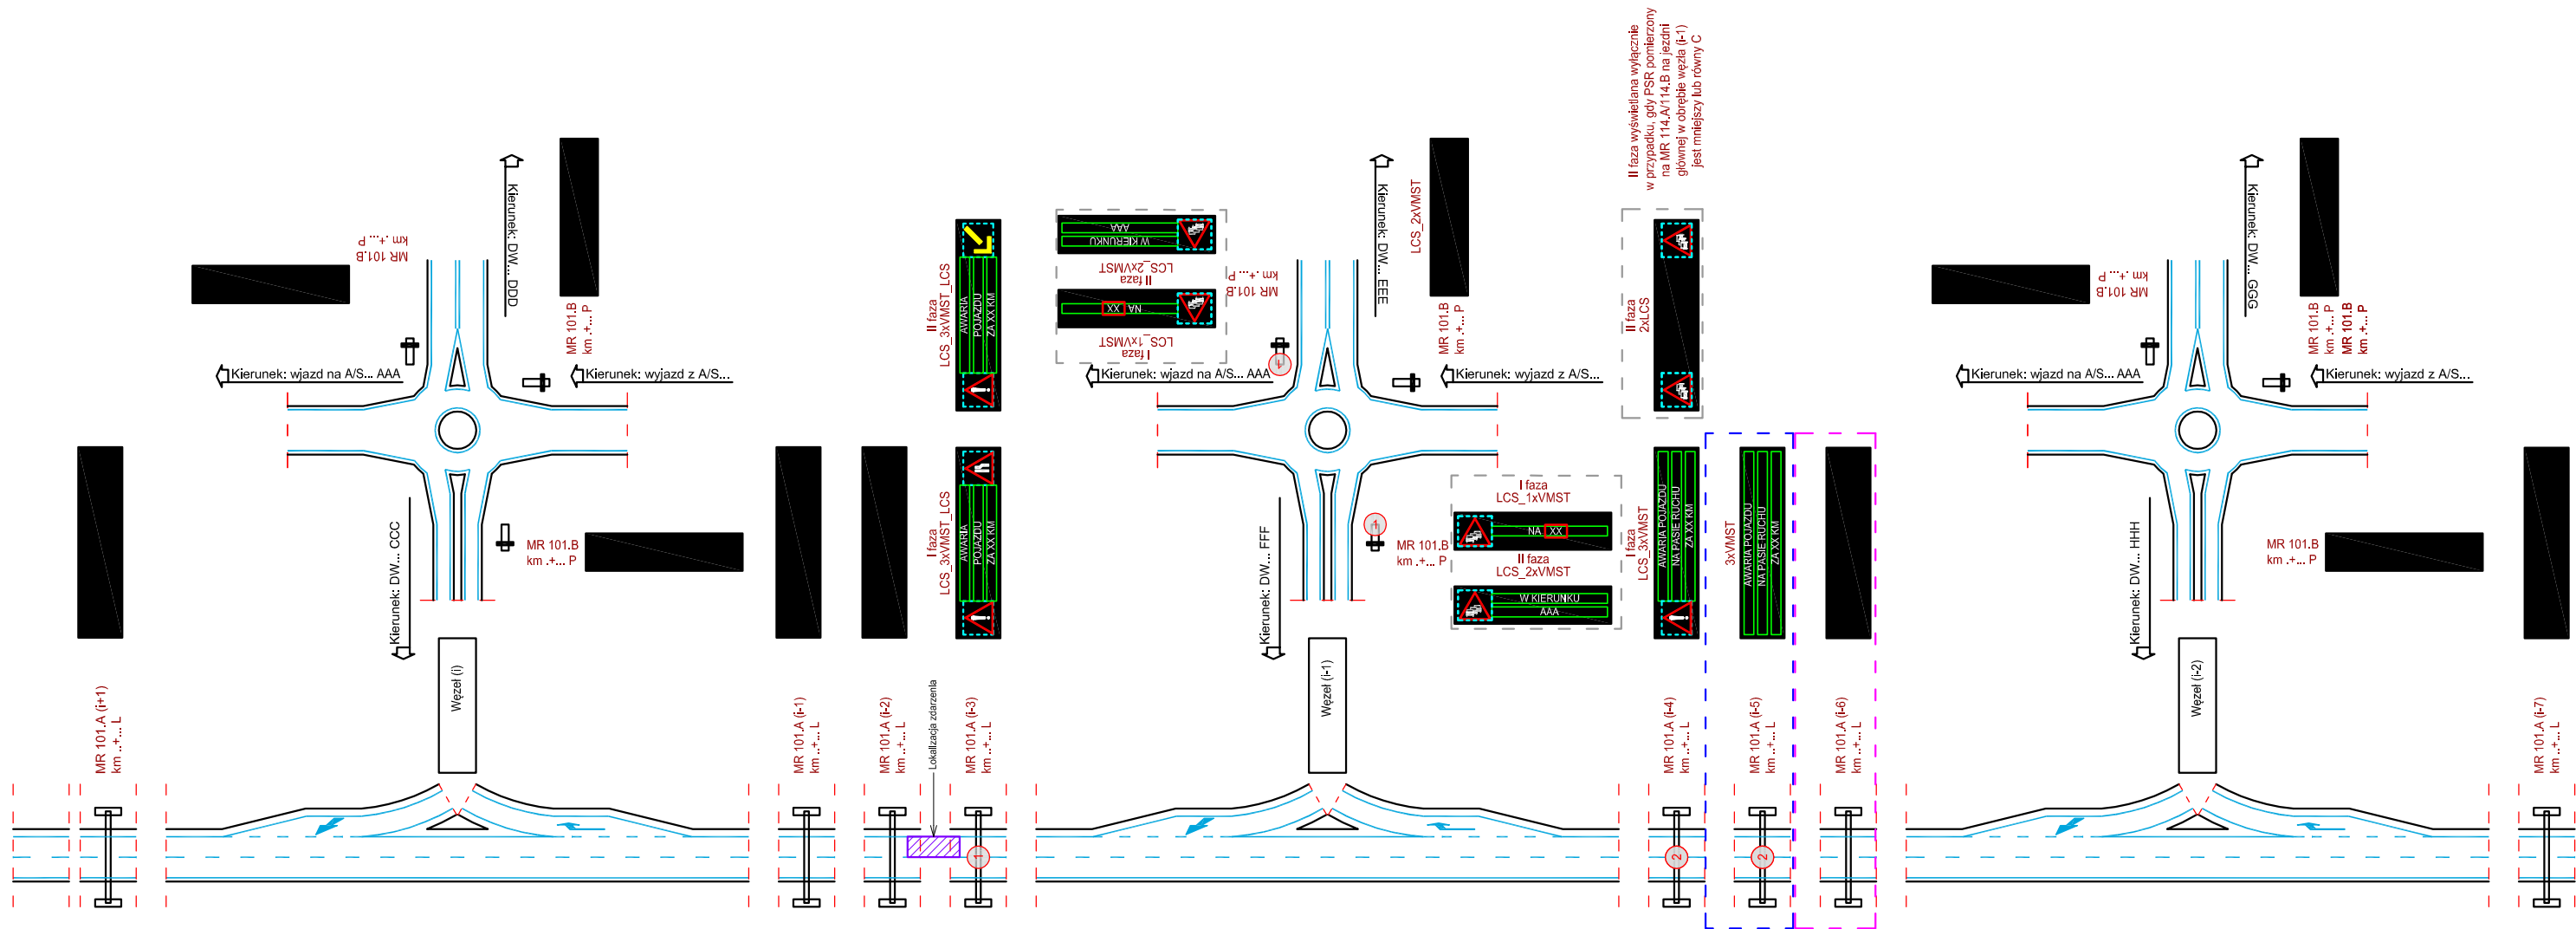 MR 101.A (i+1)
km ..+... L
MR 101.B
km .+... P
Kierunek: DW... DDD
MR 101.B
km .+... P
Kierunek: wjazd na A/S... AAA
Kierunek: wyjazd z A/S...
Kierunek: DW... CCC
MR 101.B
km .+... P
Węzeł (i)
MR 101.A (i-1)
km ..+... L
MR 101.A (i-2)
km ..+... L
Lokalizacja zdarzenia
II faza
LCS_3xVMST_LCS
AWARIA
POJAZDU
ZA XX KM
I faza
LCS_3xVMST_LCS
AWARIA
POJAZDU
ZA XX KM
MR 101.A (i-3)
km ..+... L
1
W KIERUNKU
AAA
II faza
LCS_2xVMST
NA XX
I faza
LCS_1xVMST
MR 101.B
km .+... P
Kierunek: DW... EEE
LCS_2xVMST
MR 101.B
km .+... P
Kierunek: wjazd na A/S... AAA
Kierunek: wyjazd z A/S...
Kierunek: DW... FFF
MR 101.B
km .+... P
I faza
LCS_1xVMST
NA XX
II faza
LCS_2xVMST
W KIERUNKU
AAA
Węzeł (i-1)
II faza wyświetlana wyłącznie
w przypadku, gdy PSR pomierzony
na MR 114.A/114.B na jezdni
głównej w obrębie węzła (i-1)
jest mniejszy lub równy C
II faza
2xLCS
I faza
LCS_3xVMST
AWARIA POJAZDU
NA PASIE RUCHU
ZA XX KM
MR 101.A (i-4)
km ..+... L
2
3xVMST
AWARIA POJAZDU
NA PASIE RUCHU
ZA XX KM
MR 101.A (i-5)
km ..+... L
2
MR 101.A (i-6)
km ..+... L
MR 101.B
km .+... P
Kierunek: DW... GGG
MR 101.B
km .+... P
MR 101.B
km .+... P
Kierunek: wjazd na A/S... AAA
Kierunek: wyjazd z A/S...
Kierunek: DW... HHH
MR 101.B
km .+... P
Węzeł (i-2)
MR 101.A (i-7)
km ..+... L